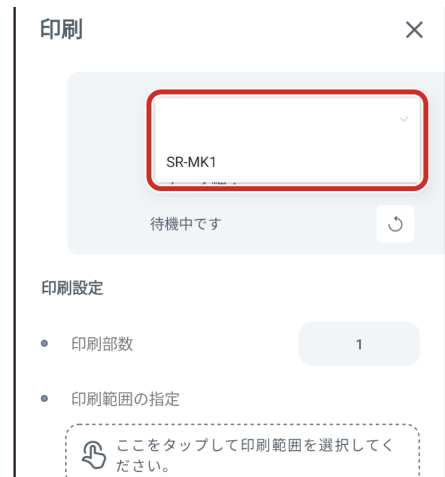 印刷
SR-MK1
待機中です
印刷設定
印刷部数
1
印刷範囲の指定
ここをタップして印刷範囲を選択してく
ださい。